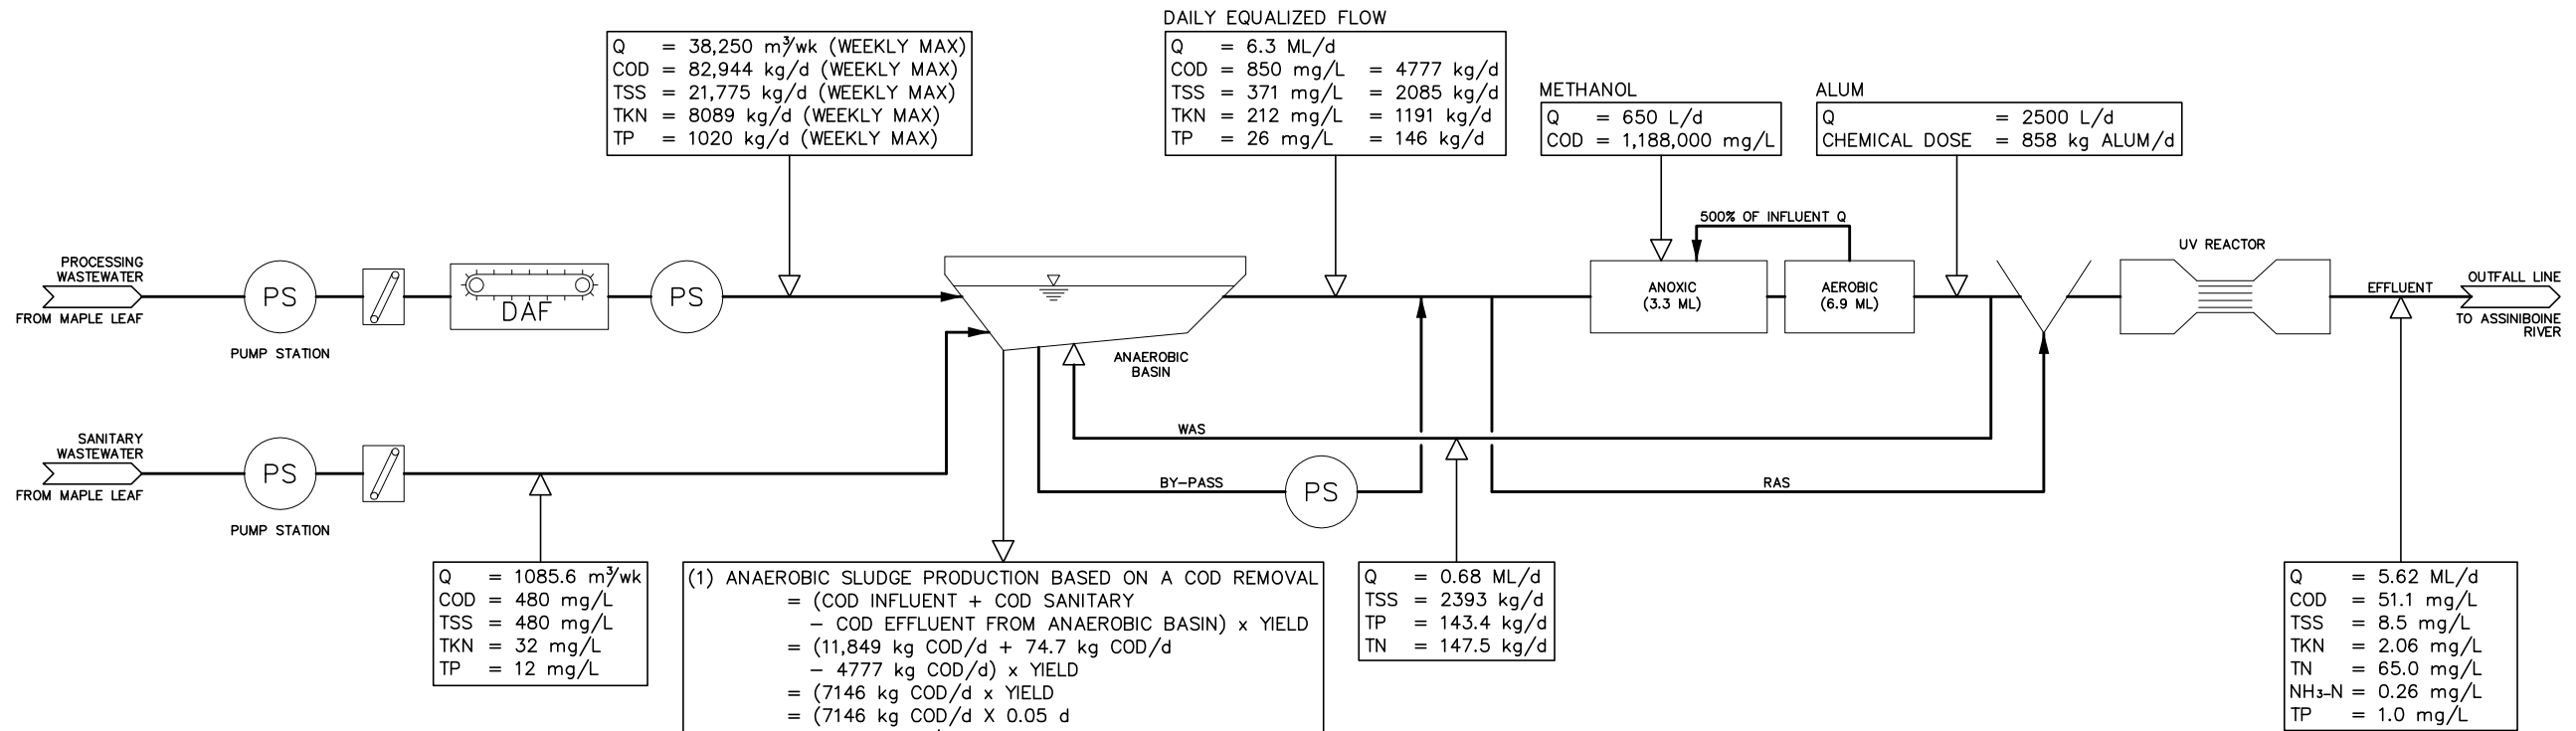 DAILY EQUALIZED FLOW
Q = 38,250 m³/wk (WEEKLY MAX)
COD = 82,944 kg/d (WEEKLY MAX)
TSS = 21,775 kg/d (WEEKLY MAX)
TKN = 8089 kg/d (WEEKLY MAX)
TP = 1020 kg/d (WEEKLY MAX)
Q = 6.3 ML/d
COD = 850 mg/L = 4777 kg/d
TSS = 371 mg/L = 2085 kg/d
TKN = 212 mg/L = 1191 kg/d
TP = 26 mg/L = 146 kg/d
METHANOL
Q = 650 L/d
COD = 1,188,000 mg/L
ALUM
Q = 2500 L/d
CHEMICAL DOSE = 858 kg ALUM/d
500% OF INFLUENT Q
UV REACTOR
PROCESSING
WASTEWATER
FROM MAPLE LEAF
PS
PUMP STATION
DAF
PS
ANAEROBIC
BASIN
ANOXIC
(3.3 ML)
AEROBIC
(6.9 ML)
EFFLUENT
OUTFALL LINE
TO ASSINIBOINE
RIVER
SANITARY
WASTEWATER
FROM MAPLE LEAF
PS
PUMP STATION
WAS
BY-PASS
PS
RAS
Q = 1085.6 m³/wk
COD = 480 mg/L
TSS = 480 mg/L
TKN = 32 mg/L
TP = 12 mg/L
(1) ANAEROBIC SLUDGE PRODUCTION BASED ON A COD REMOVAL
= (COD INFLUENT + COD SANITARY
- COD EFFLUENT FROM ANAEROBIC BASIN) x YIELD
= (11,849 kg COD/d + 74.7 kg COD/d
- 4777 kg COD/d) x YIELD
= (7146 kg COD/d x YIELD
= (7146 kg COD/d X 0.05 d
Q = 0.68 ML/d
TSS = 2393 kg/d
TP = 143.4 kg/d
TN = 147.5 kg/d
Q = 5.62 ML/d
COD = 51.1 mg/L
TSS = 8.5 mg/L
TKN = 2.06 mg/L
TN = 65.0 mg/L
NH₃-N = 0.26 mg/L
TP = 1.0 mg/L